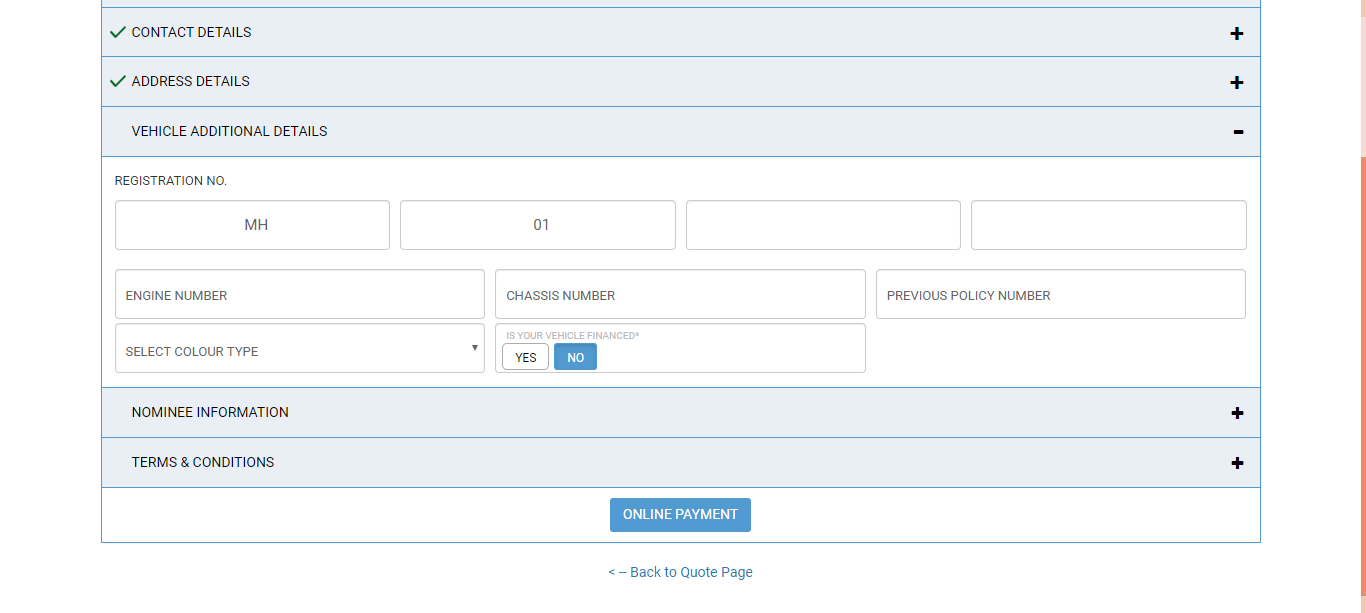 CONTACT DETAILS
ADDRESS DETAILS
VEHICLE ADDITIONAL DETAILS
REGISTRATION NO.
MH 01
ENGINE NUMBER CHASSIS NUMBER PREVIOUS POLICY NUMBER
SELECT COLOUR TYPE IS YOUR VEHICLE FINANCED*
YES NO
NOMINEE INFORMATION
TERMS & CONDITIONS
ONLINE PAYMENT
< -- Back to Quote Page